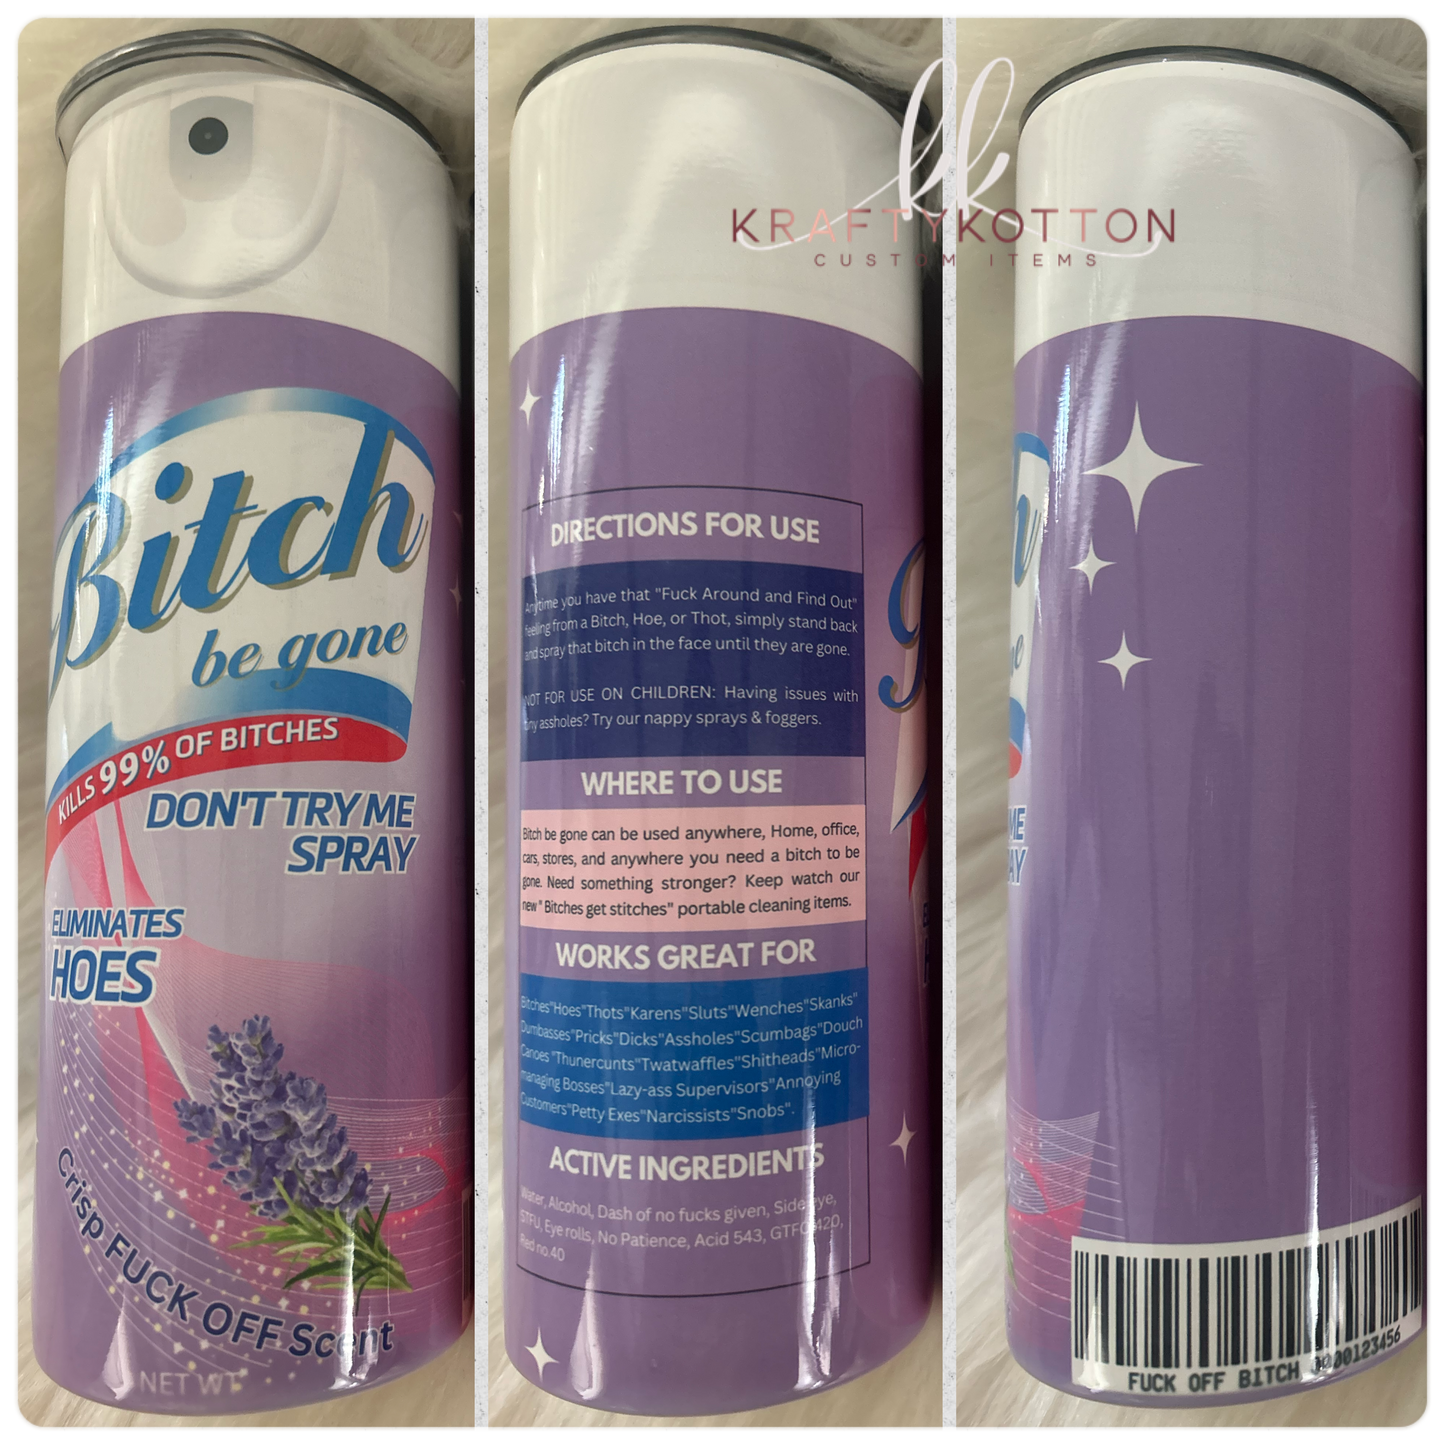 Bitch
be gone
KILLS 99% OF BITCHES
DON'T TRY ME
SPRAY
ELIMINATES
HOES
Crisp FUCK OFF Scent
NET WT
DIRECTIONS FOR USE
Anytime you have that "Fuck Around and Find Out"
feeling from a Bitch, Hoe, or Thot, simply stand back
and spray that bitch in the face until they are gone.
NOT FOR USE ON CHILDREN: Having issues with
tiny assholes? Try our nappy sprays & foggers.
WHERE TO USE
Bitch be gone can be used anywhere, Home, office,
cars, stores, and anywhere you need a bitch to be
gone. Need something stronger? Keep watch our
new " Bitches get stitches" portable cleaning items.
WORKS GREAT FOR
Bitches"Hoes"Thots"Karens"Sluts"Wenches"Skanks"
Dumbasses"Pricks"Dicks"Assholes"Scumbags"Douch
Canoes "Thunercunts"Twatwaffles"Shitheads"Micro-
managing Bosses"Lazy-ass Supervisors"Annoying
Customers"Petty Exes"Narcissists"Snobs".
ACTIVE INGREDIENTS
Water, Alcohol, Dash of no fucks given, Side eye,
STFU, Eye rolls, No Patience, Acid 543, GTFO 420,
Red no.40
kk
KRAFTYKOTTON
CUSTOM ITEMS
h
ne
ME
AY
FUCK OFF BITCH 0000123456